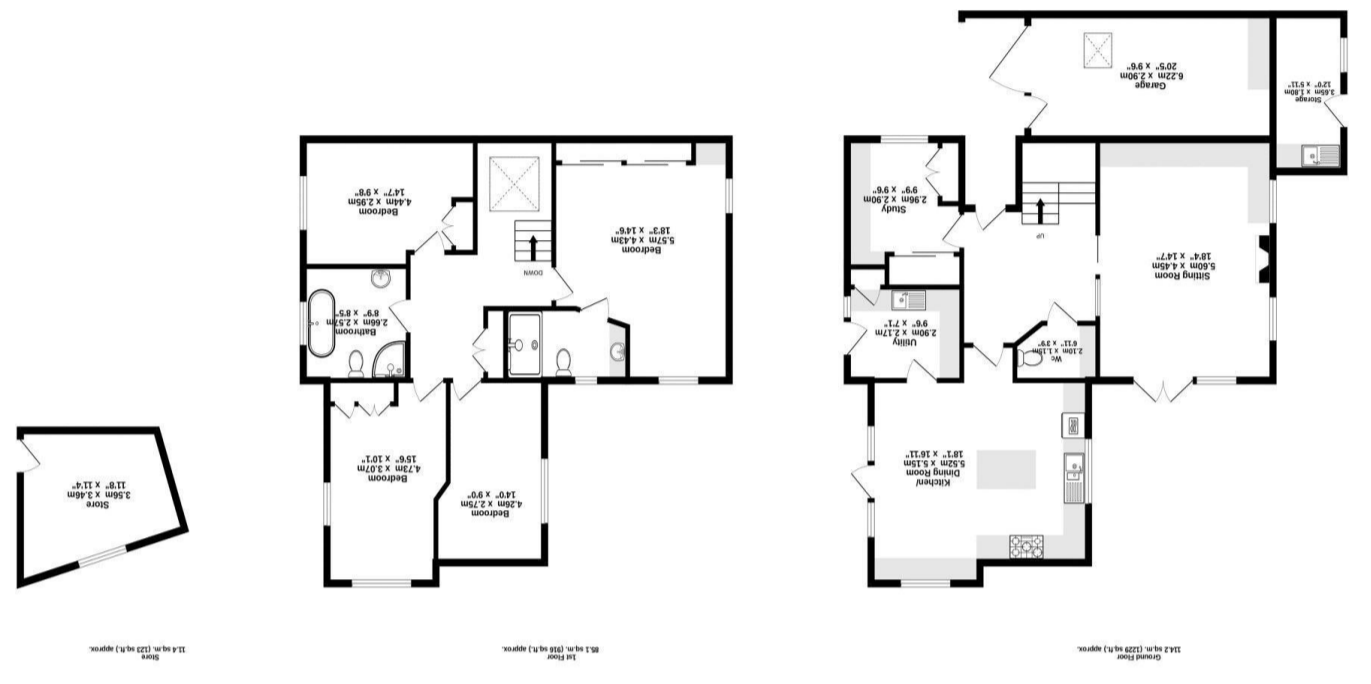 Ground Floor
114.2 sq.m. (1229 sq.ft.) approx.
Kitchen/
Dining Room
5.52m x 5.15m
18'1" x 16'11"
Wc
2.10m x 1.15m
6'11" x 3'9"
Utility
2.90m x 2.17m
9'6" x 7'1"
Sitting Room
5.60m x 4.45m
18'4" x 14'7"
UP
Study
2.96m x 2.90m
9'9" x 9'6"
Storage
3.65m x 1.80m
12'0" x 5'11"
Garage
6.22m x 2.90m
20'5" x 9'6"
1st Floor
85.1 sq.m. (916 sq.ft.) approx.
Bedroom
4.26m x 2.75m
14'0" x 9'0"
Bedroom
4.73m x 3.07m
15'6" x 10'1"
Bathroom
2.66m x 2.57m
8'9" x 8'5"
DOWN
Bedroom
5.57m x 4.43m
18'3" x 14'6"
Bedroom
4.44m x 2.95m
14'7" x 9'8"
Store
11.4 sq.m. (123 sq.ft.) approx.
Store
3.56m x 3.46m
11'8" x 11'4"